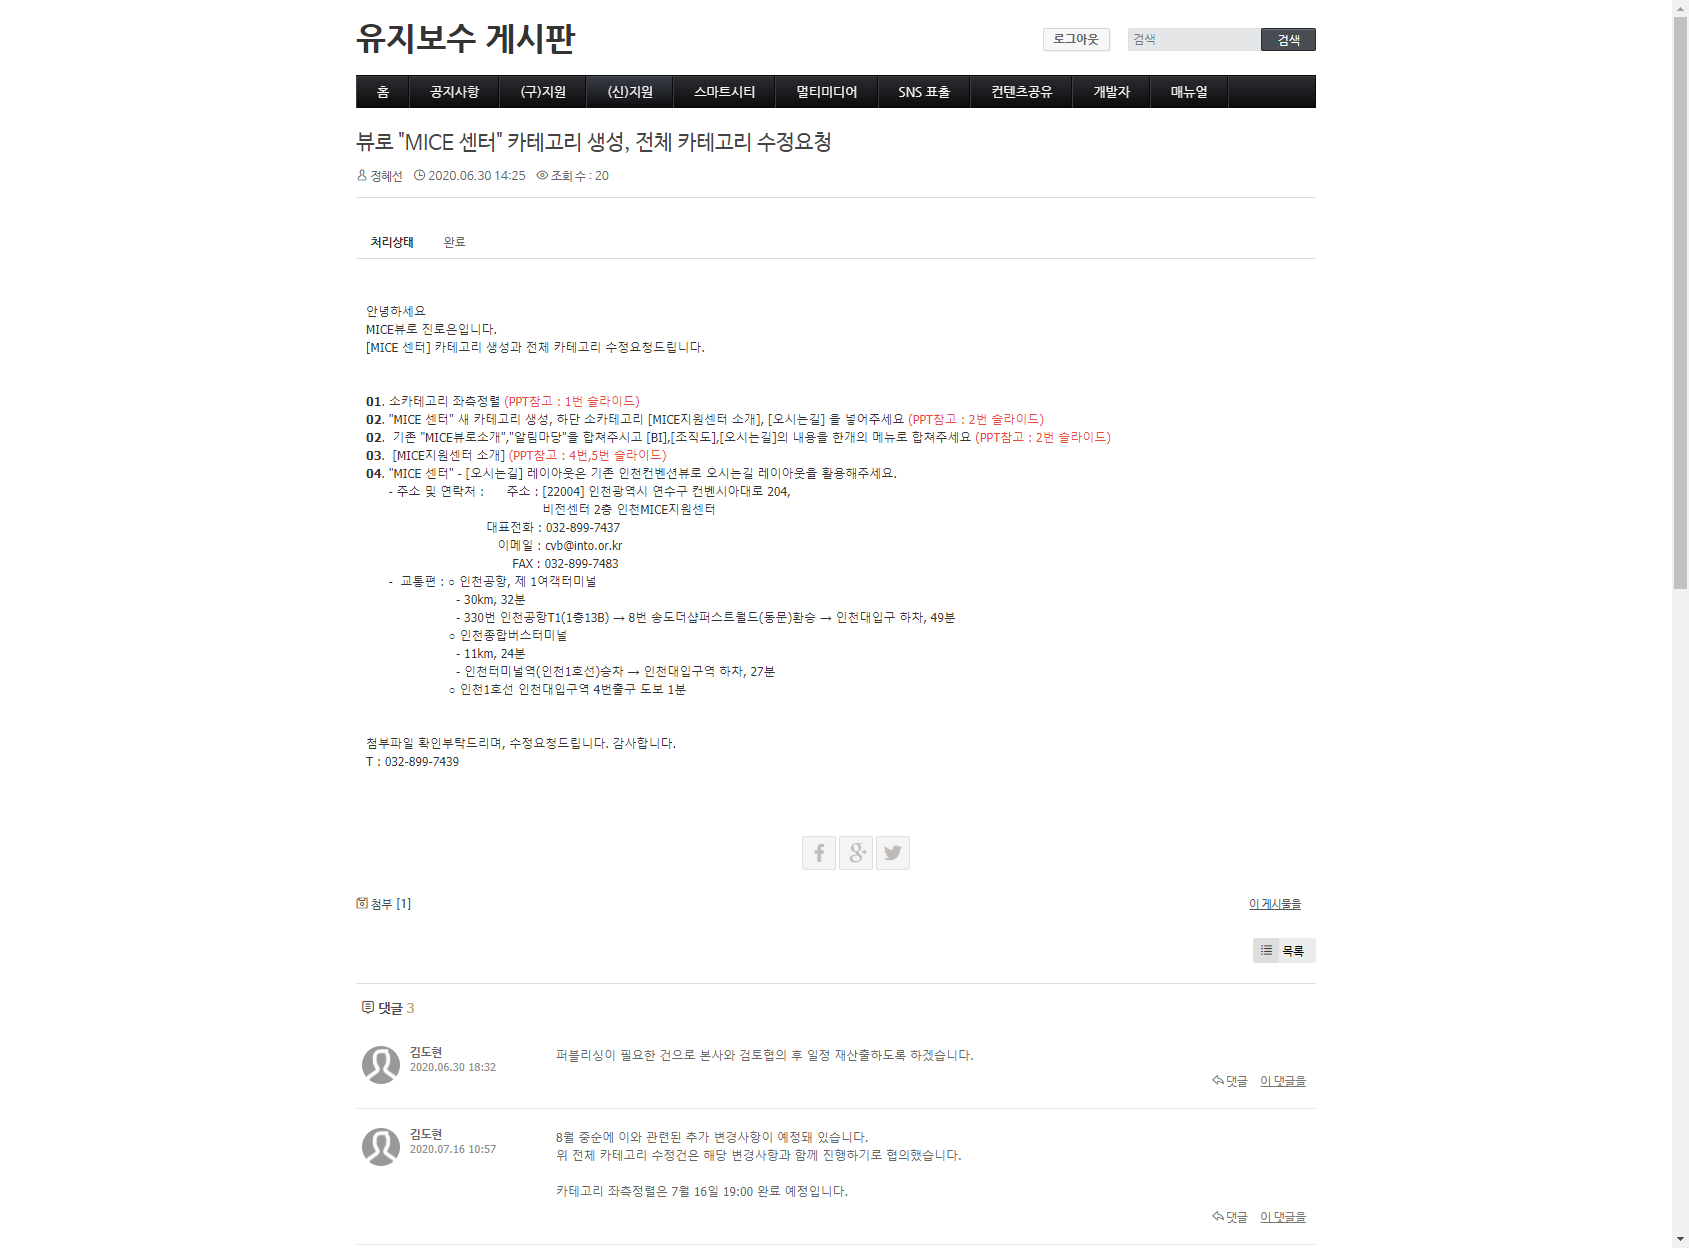 유지보수 게시판
로그아웃 검색 검색
홈 공지사항 (구)지원 (신)지원 스마트시티 멀티미디어 SNS 표출 컨텐츠공유 개발자 매뉴얼
뷰로 "MICE 센터" 카테고리 생성, 전체 카테고리 수정요청
정혜선 2020.06.30 14:25 조회 수 : 20
처리상태 완료
안녕하세요
MICE뷰로 진로은입니다.
[MICE 센터] 카테고리 생성과 전체 카테고리 수정요청드립니다.
01. 소카테고리 좌측정렬 (PPT참고 : 1번 슬라이드)
02. "MICE 센터" 새 카테고리 생성, 하단 소카테고리 [MICE지원센터 소개], [오시는길] 을 넣어주세요 (PPT참고 : 2번 슬라이드)
02. 기존 "MICE뷰로소개","알림마당"을 합쳐주시고 [BI],[조직도],[오시는길]의 내용을 한개의 메뉴로 합쳐주세요 (PPT참고 : 2번 슬라이드)
03. [MICE지원센터 소개] (PPT참고 : 4번,5번 슬라이드)
04. "MICE 센터" - [오시는길] 레이아웃은 기존 인천컨벤션뷰로 오시는길 레이아웃을 활용해주세요.
- 주소 및 연락처 : 주소 : [22004] 인천광역시 연수구 컨벤시아대로 204,
비전센터 2층 인천MICE지원센터
대표전화 : 032-899-7437
이메일 : cvb@into.or.kr
FAX : 032-899-7483
- 교통편 : ○ 인천공항, 제 1여객터미널
- 30km, 32분
- 330번 인천공항T1(1층13B) → 8번 송도더샵퍼스트월드(동문)환승 → 인천대입구 하차, 49분
○ 인천종합버스터미널
- 11km, 24분
- 인천터미널역(인천1호선)승차 → 인천대입구역 하차, 27분
○ 인천1호선 인천대입구역 4번출구 도보 1분
첨부파일 확인부탁드리며, 수정요청드립니다. 감사합니다.
T : 032-899-7439
첨부 [1] 이 게시물을
목록
댓글 3
김도현
2020.06.30 18:32
퍼블리싱이 필요한 건으로 본사와 검토협의 후 일정 재산출하도록 하겠습니다.
댓글 이 댓글을
김도현
2020.07.16 10:57
8월 중순에 이와 관련된 추가 변경사항이 예정돼 있습니다.
위 전체 카테고리 수정건은 해당 변경사항과 함께 진행하기로 협의했습니다.
카테고리 좌측정렬은 7월 16일 19:00 완료 예정입니다.
댓글 이 댓글을